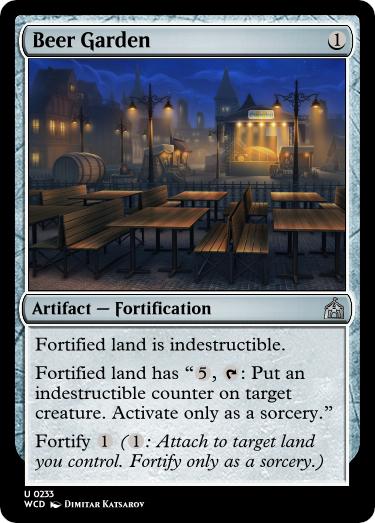 Beer Garden 1
Artifact — Fortification
Fortified land is indestructible.
Fortified land has “5, : Put an
indestructible counter on target
creature. Activate only as a sorcery.”
Fortify 1 (1: Attach to target land
you control. Fortify only as a sorcery.)
U 0233
WCD Dimitar Katsarov